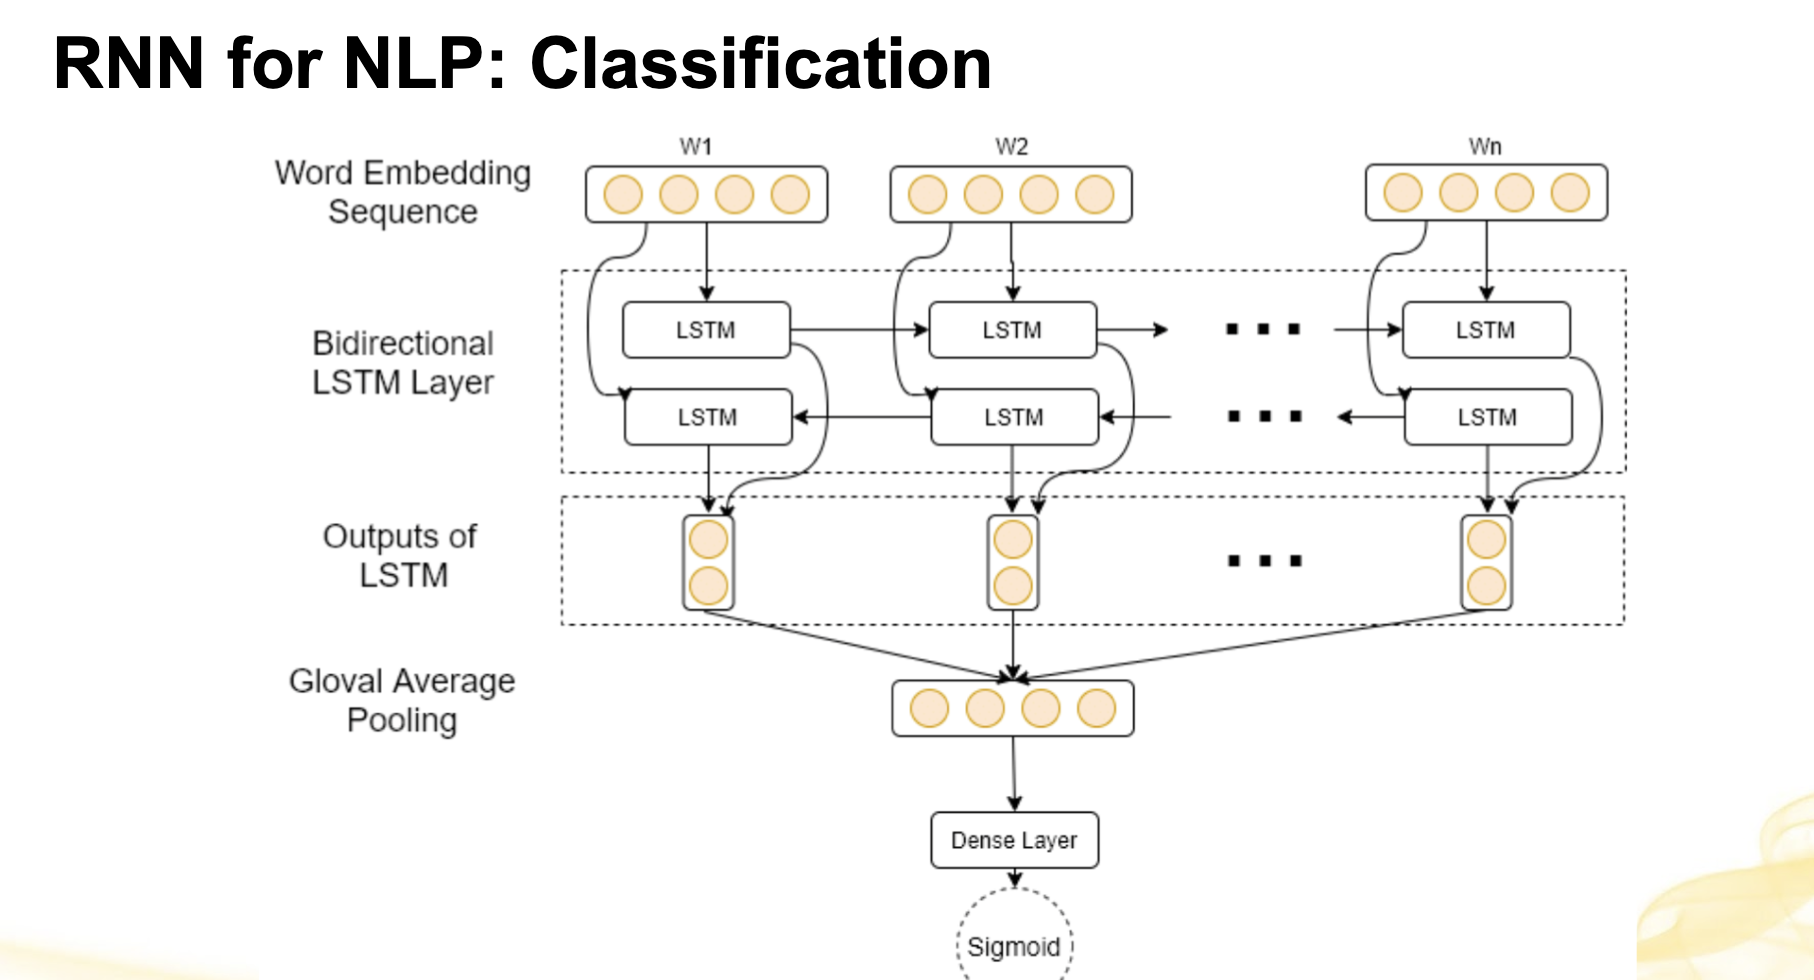 RNN for NLP: Classification
W1
W2
Wn
Word Embedding
Sequence
LSTM
LSTM
LSTM
Bidirectional
LSTM Layer
LSTM
LSTM
LSTM
Outputs of
LSTM
Gloval Average
Pooling
Dense Layer
Sigmoid